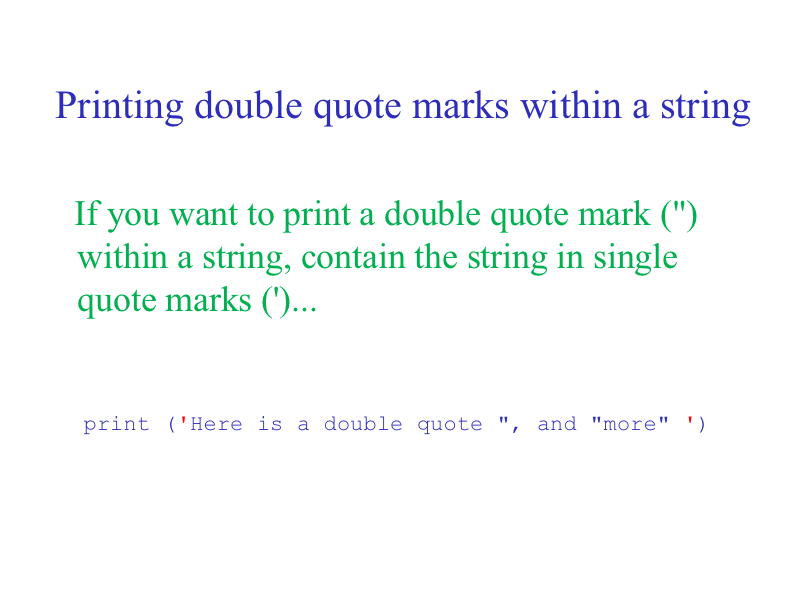 Printing double quote marks within a string
If you want to print a double quote mark (")
within a string, contain the string in single
quote marks (')...
print ('Here is a double quote ", and "more" ')